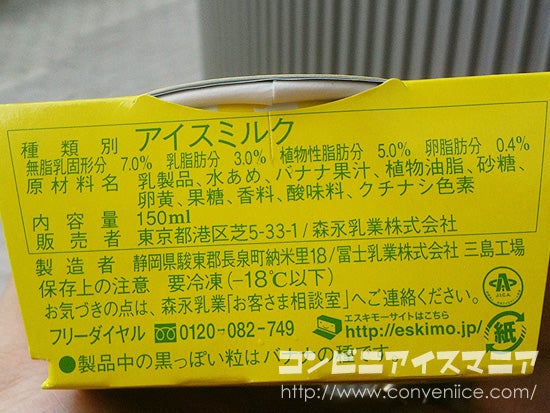 種類別 アイスミルク
無脂乳固形分 7.0% 乳脂肪分 3.0% 植物性脂肪分 5.0% 卵脂肪分 0.4%
原材料名 乳製品、水あめ、バナナ果汁、植物油脂、砂糖、
卵黄、果糖、香料、酸味料、クチナシ色素
内容量 150ml
販売者 東京都港区芝5-33-1/森永乳業株式会社
製造者 静岡県駿東郡長泉町納米里18/冨士乳業株式会社 三島工場
保存上の注意 要冷凍(-18℃以下)
お気づきの点は、森永乳業「お客さま相談室」へご連絡ください。
エスキモーサイトはこちら
フリーダイヤル 0120-082-749 http://eskimo.jp/
紙
●製品中の黒っぽい粒はバナナの種です。
コンビニアイスマニア
http://www.conveniice.com/